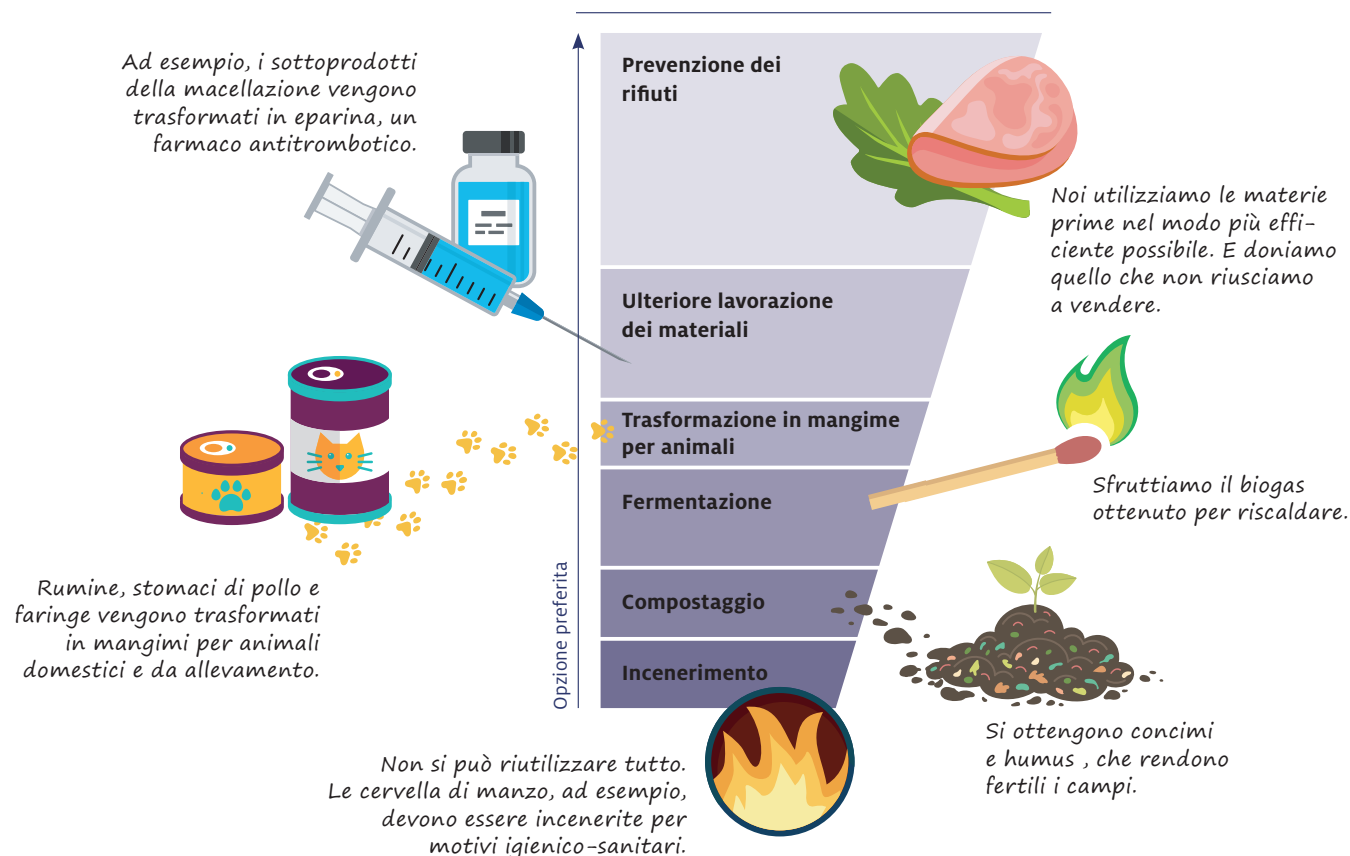 Ad esempio, i sottoprodotti
della macellazione vengono
trasformati in eparina, un
farmaco antitrombotico.
Prevenzione dei
rifiuti
Noi utilizziamo le materie
prime nel modo più effi-
ciente possibile. E doniamo
quello che non riusciamo
a vendere.
Ulteriore lavorazione
dei materiali
Trasformazione in mangime
per animali
Rumine, stomaci di pollo e
faringe vengono trasformati
in mangimi per animali
domestici e da allevamento.
Fermentazione
Sfruttiamo il biogas
ottenuto per riscaldare.
Compostaggio
Si ottengono concimi
e humus , che rendono
fertili i campi.
Incenerimento
Non si può riutilizzare tutto.
Le cervella di manzo, ad esempio,
devono essere incenerite per
motivi igienico-sanitari.
Opzione preferita